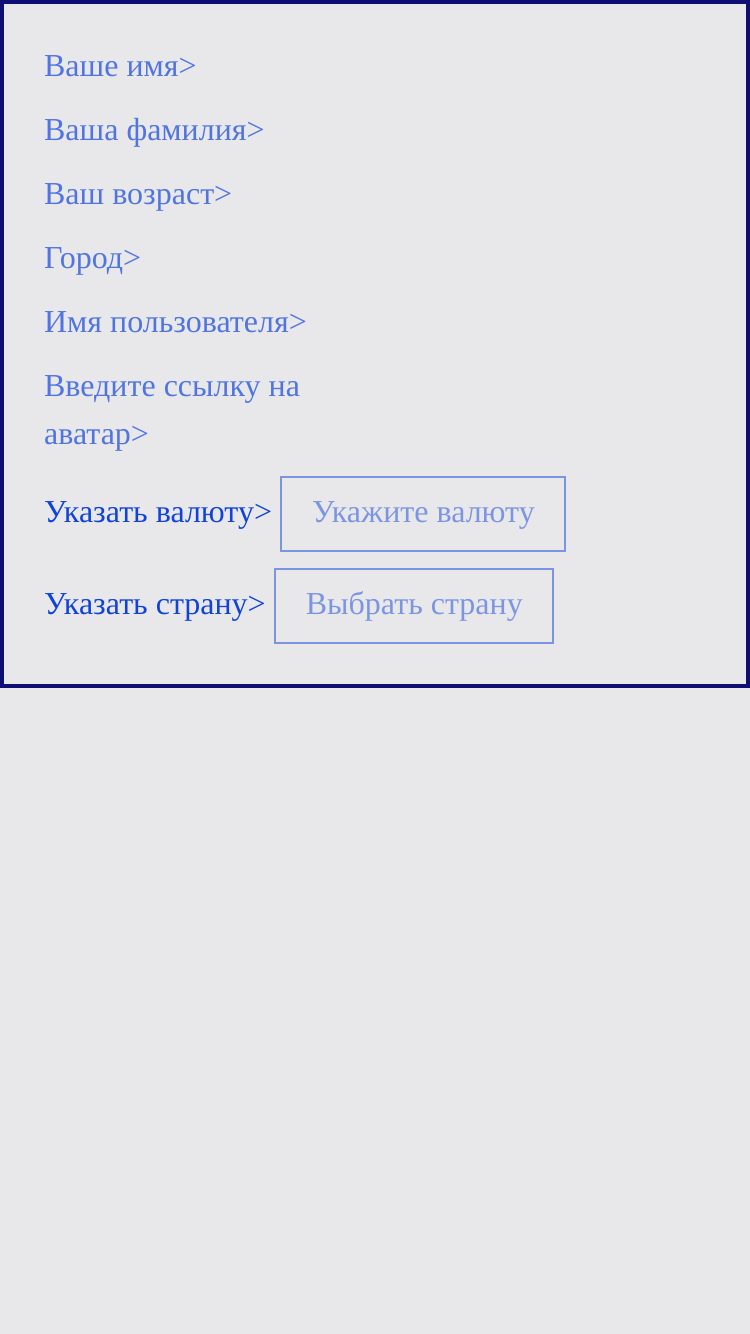 Ваше имя>
Ваша фамилия>
Ваш возраст>
Город>
Имя пользователя>
Введите ссылку на
аватар>
Указать валюту> Укажите валюту
Указать страну> Выбрать страну